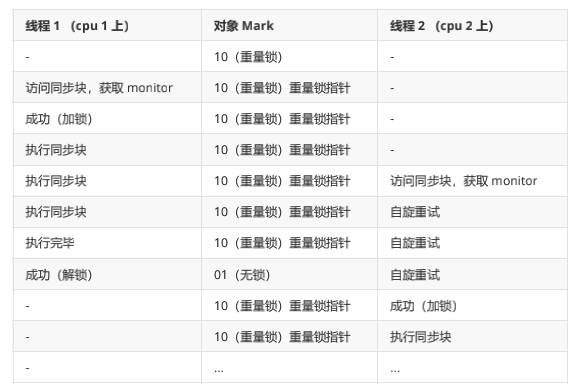 线程 1 （cpu 1 上） 对象 Mark 线程 2 （cpu 2 上）
- 10（重量锁） -
访问同步块，获取 monitor 10（重量锁）重量锁指针 -
成功（加锁） 10（重量锁）重量锁指针 -
执行同步块 10（重量锁）重量锁指针 -
执行同步块 10（重量锁）重量锁指针 访问同步块，获取 monitor
执行同步块 10（重量锁）重量锁指针 自旋重试
执行完毕 10（重量锁）重量锁指针 自旋重试
成功（解锁） 01（无锁） 自旋重试
- 10（重量锁）重量锁指针 成功（加锁）
- 10（重量锁）重量锁指针 执行同步块
- ... ...